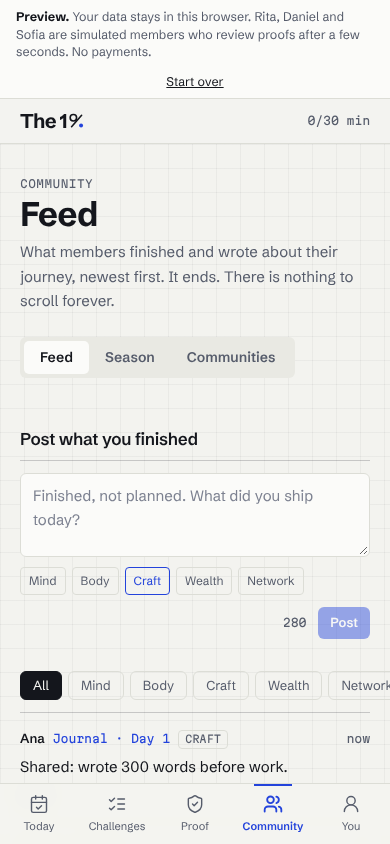 Preview. Your data stays in this browser. Rita, Daniel and
Sofia are simulated members who review proofs after a few
seconds. No payments.
Start over
The 1%
0/30 min
COMMUNITY
Feed
What members finished and wrote about their
journey, newest first. It ends. There is nothing to
scroll forever.
Feed Season Communities
Post what you finished
Finished, not planned. What did you ship
today?
Mind Body Craft Wealth Network
280 Post
All Mind Body Craft Wealth Network
Ana Journal · Day 1 CRAFT now
Shared: wrote 300 words before work.
Today Challenges Proof Community You